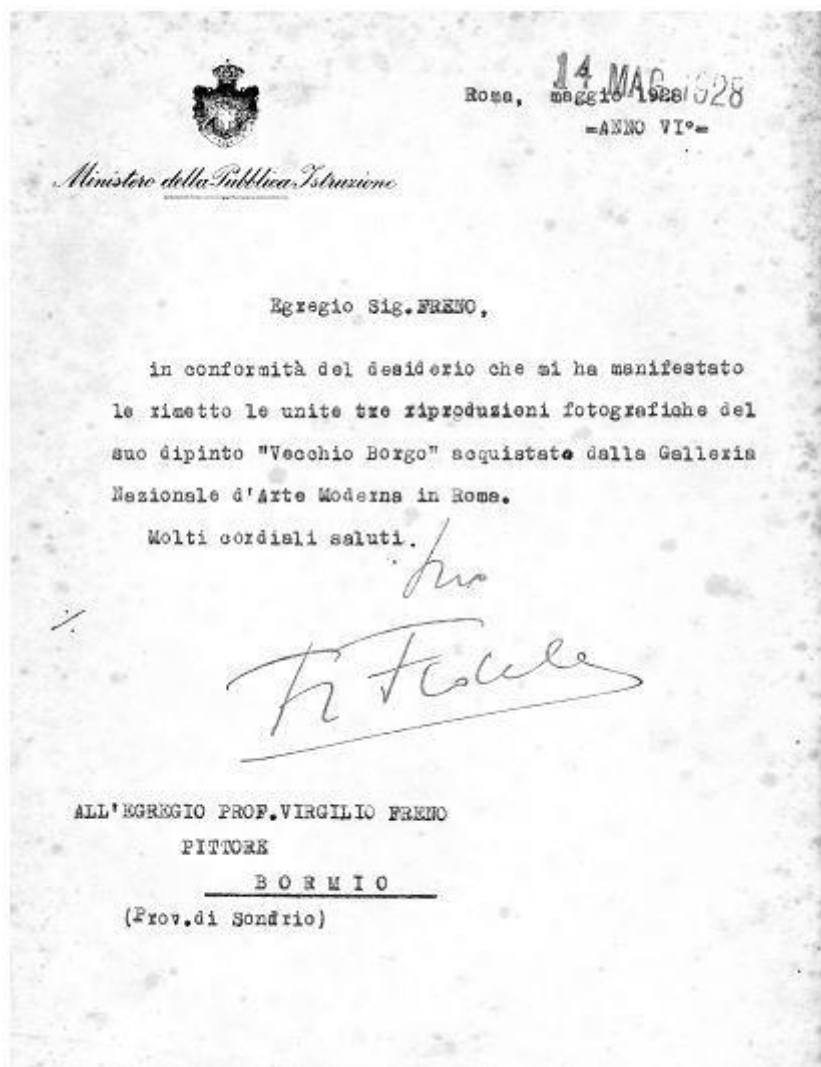 14 MAG 1928
Roma, maggio 1928
=ANNO VI°=
Ministero della Pubblica Istruzione
Egregio Sig. FRENO,
in conformità del desiderio che mi ha manifestato
le rimetto le unite tre riproduzioni fotografiche del
suo dipinto "Vecchio Borgo" acquistato dalla Galleria
Nazionale d'Arte Moderna in Roma.
Molti cordiali saluti.
Fedele
ALL'EGREGIO PROF.VIRGILIO FRENO
PITTORE
BORMIO
(Prov.di Sondrio)